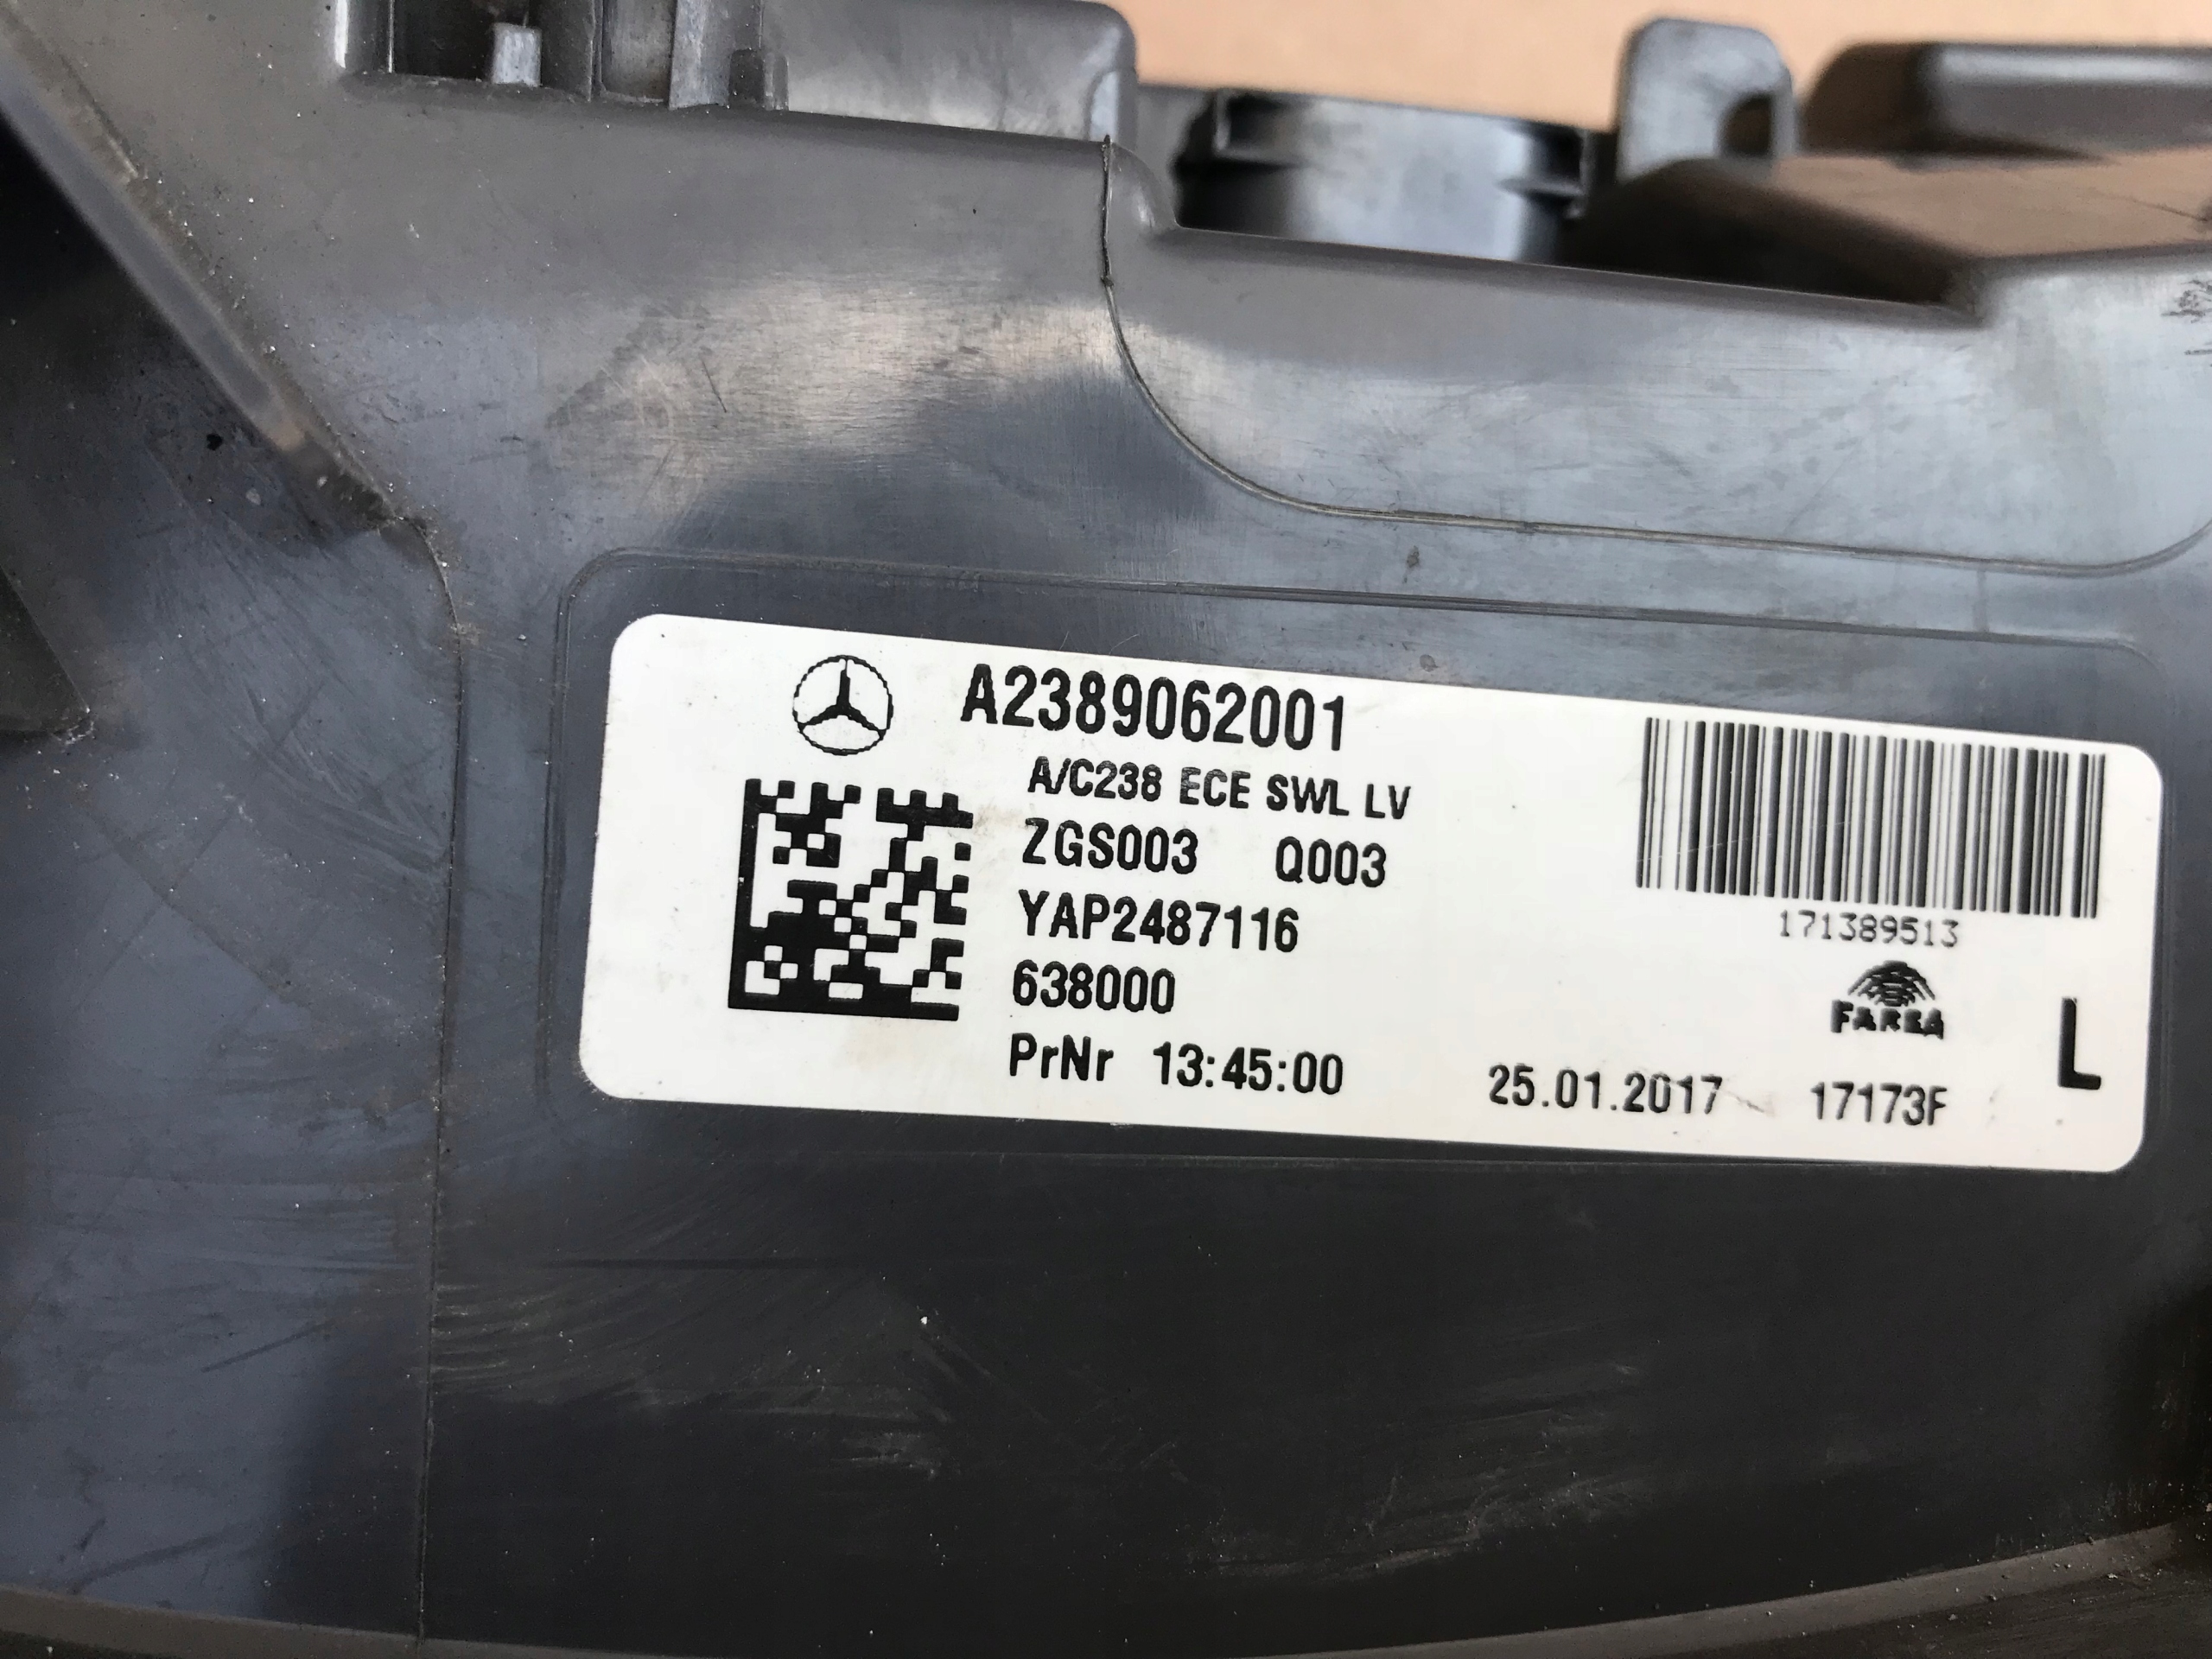 A2389062001
A/C238 ECE SWL LV
ZGS003 Q003
YAP2487116
638000
PrNr 13:45:00
171389513
FARBA
L
25.01.2017 17173F